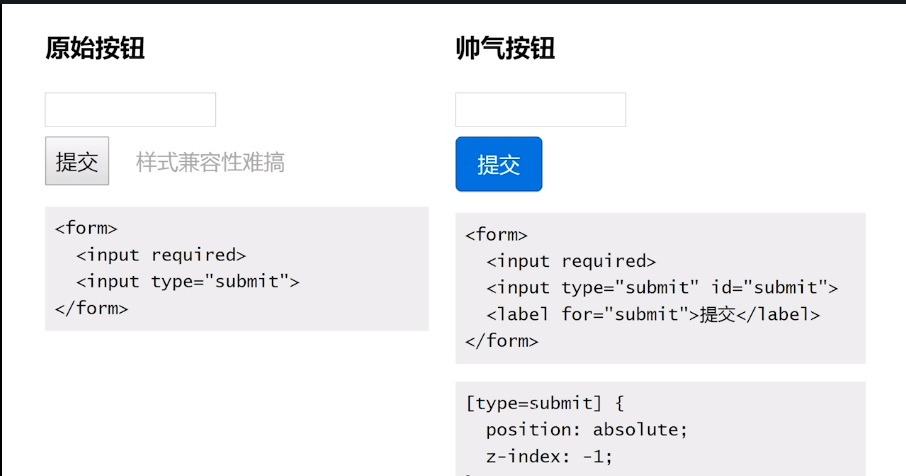 原始按钮
提交
样式兼容性难搞
<form>
  <input required>
  <input type="submit">
</form>
帅气按钮
提交
<form>
  <input required>
  <input type="submit" id="submit">
  <label for="submit">提交</label>
</form>
[type=submit] {
  position: absolute;
  z-index: -1;